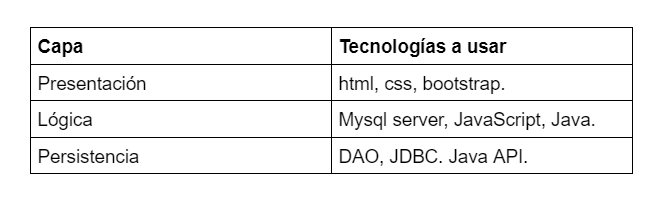 Capa Tecnologías a usar
Presentación html, css, bootstrap.
Lógica Mysql server, JavaScript, Java.
Persistencia DAO, JDBC. Java API.